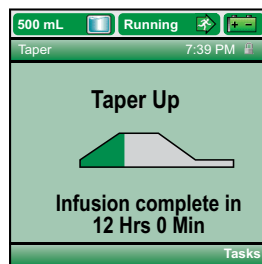 500 mL Running + -
Taper 7:39 PM
Taper Up
Infusion complete in
12 Hrs 0 Min
Tasks